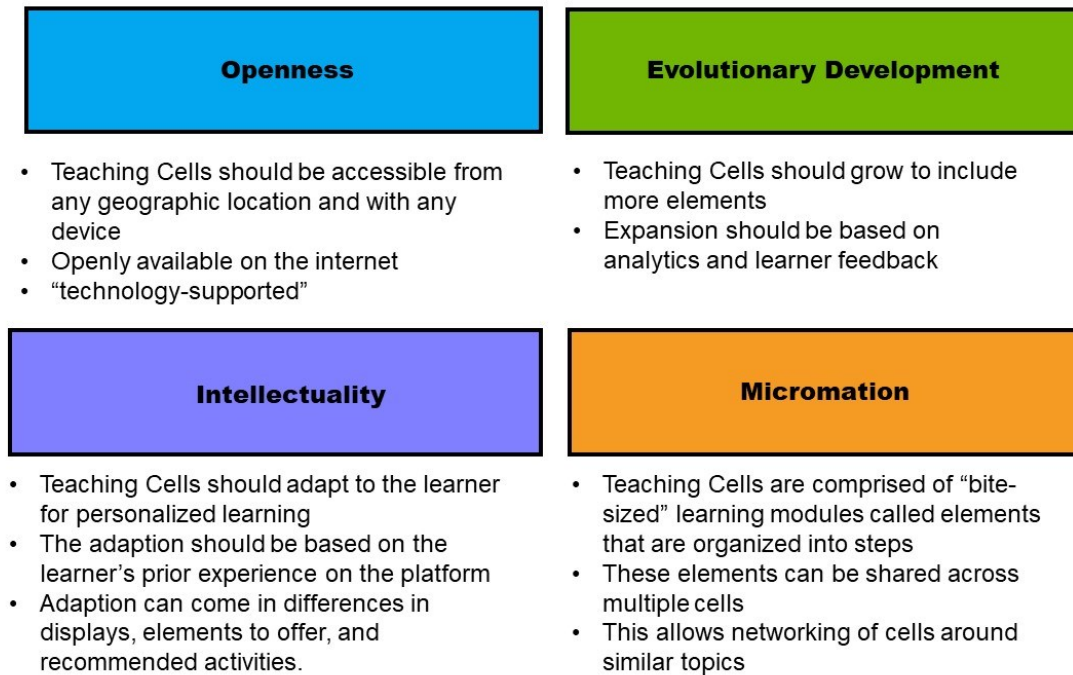 Openness
• Teaching Cells should be accessible from
any geographic location and with any
device
• Openly available on the internet
• “technology-supported”
Evolutionary Development
• Teaching Cells should grow to include
more elements
• Expansion should be based on
analytics and learner feedback
Intellectuality
• Teaching Cells should adapt to the learner
for personalized learning
• The adaption should be based on the
learner’s prior experience on the platform
• Adaption can come in differences in
displays, elements to offer, and
recommended activities.
Micromation
• Teaching Cells are comprised of “bite-
sized” learning modules called elements
that are organized into steps
• These elements can be shared across
multiple cells
• This allows networking of cells around
similar topics